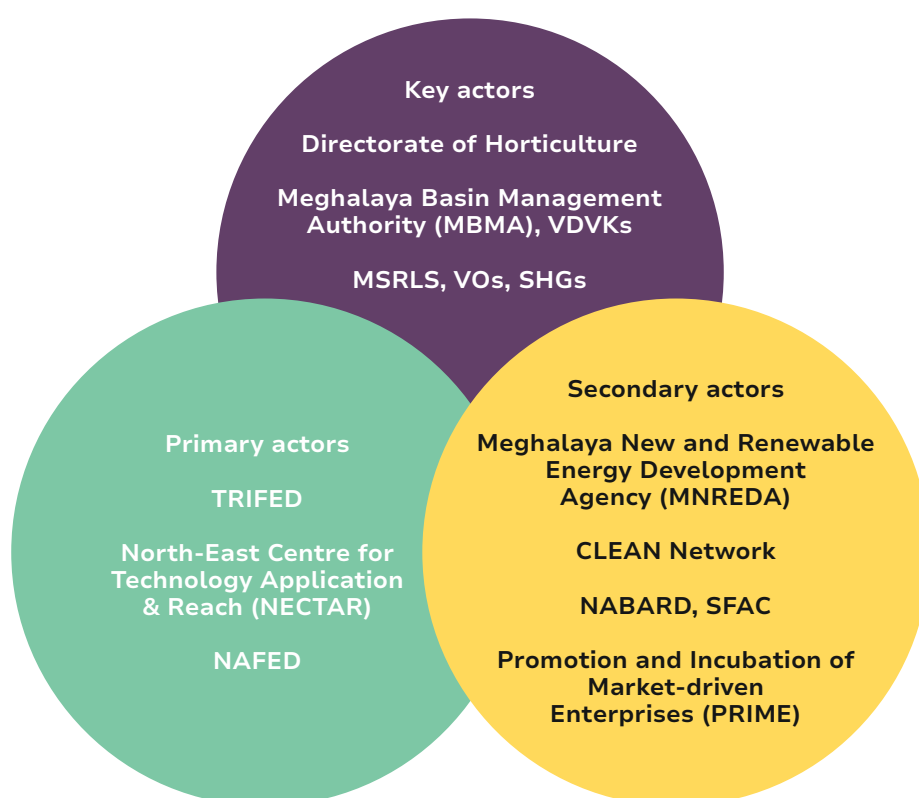 Key actors
Directorate of Horticulture
Meghalaya Basin Management
Authority (MBMA), VDVKs
MSRLS, VOs, SHGs
Primary actors
TRIFED
North-East Centre for
Technology Application
& Reach (NECTAR)
NAFED
Secondary actors
Meghalaya New and Renewable
Energy Development
Agency (MNREDA)
CLEAN Network
NABARD, SFAC
Promotion and Incubation of
Market-driven
Enterprises (PRIME)